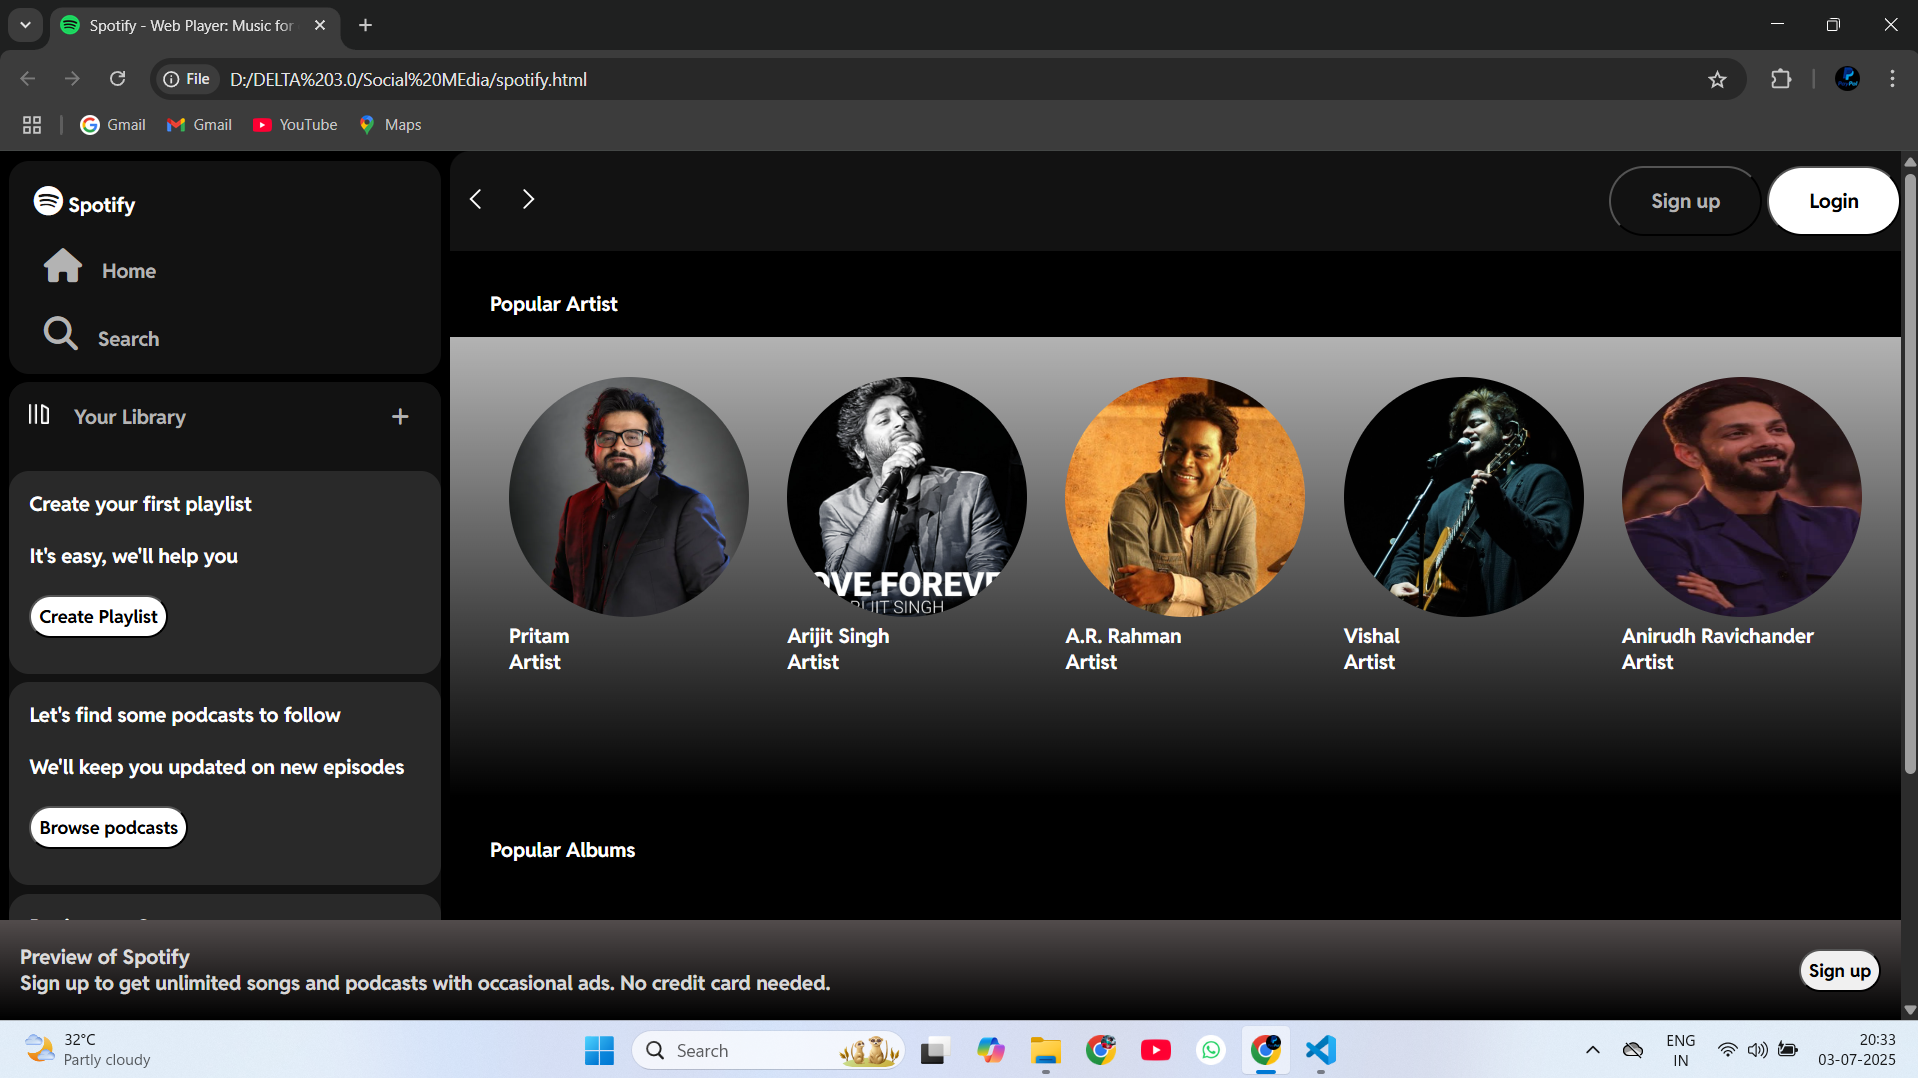 Spotify - Web Player: Music for
File
D:/DELTA%203.0/Social%20MEdia/spotify.html
Gmail
Gmail
YouTube
Maps
Spotify
Home
Search
Your Library
Create your first playlist
It's easy, we'll help you
Create Playlist
Let's find some podcasts to follow
We'll keep you updated on new episodes
Browse podcasts
Sign up
Login
Popular Artist
OVE FOREVE
IJIT SINGH
Pritam
Artist
Arijit Singh
Artist
A.R. Rahman
Artist
Vishal
Artist
Anirudh Ravichander
Artist
Popular Albums
Preview of Spotify
Sign up to get unlimited songs and podcasts with occasional ads. No credit card needed.
Sign up
32°C
Partly cloudy
Search
ENG
IN
20:33
03-07-2025